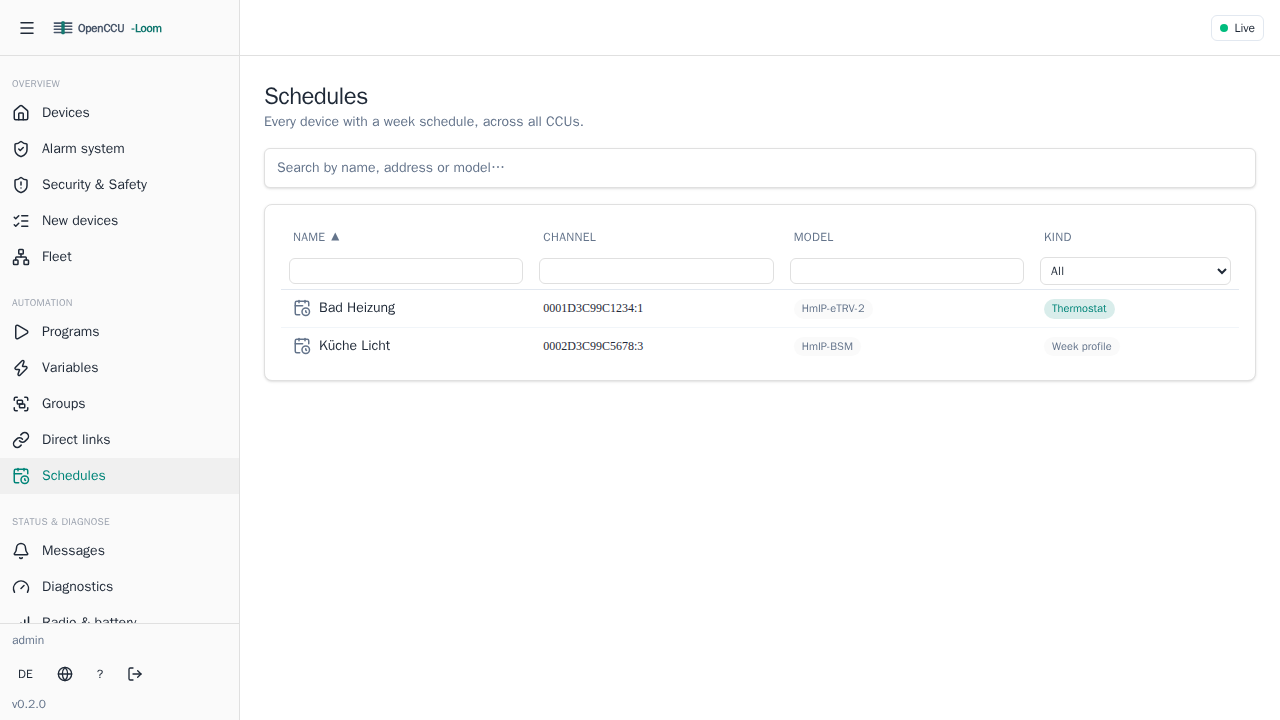 OpenCCU -Loom
Live
OVERVIEW
Devices
Alarm system
Security & Safety
New devices
Fleet
AUTOMATION
Programs
Variables
Groups
Direct links
Schedules
STATUS & DIAGNOSE
Messages
Diagnostics
Radio & battery
admin
DE
?
v0.2.0
Schedules
Every device with a week schedule, across all CCUs.
Search by name, address or model…
NAME ▲ CHANNEL MODEL KIND
All
Bad Heizung 0001D3C99C1234:1 HmIP-eTRV-2 Thermostat
Küche Licht 0002D3C99C5678:3 HmIP-BSM Week profile